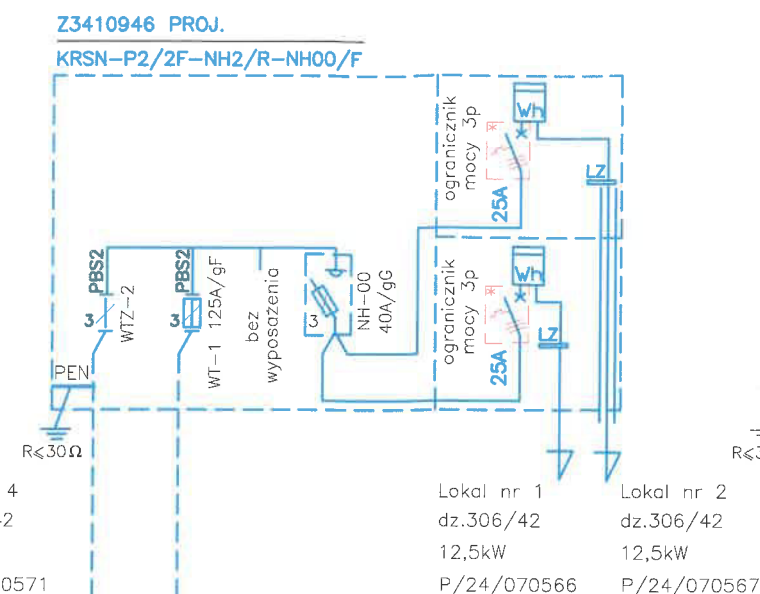 Z3410946 PROJ.
KRSN-P2/2F-NH2/R-NH00/F
ogranicznik
mocy 3p
*
Wh
25A
LZ
ogranicznik
mocy 3p
*
Wh
25A
LZ
PBS2
3
WTZ-2
PBS2
3
WT-1 125A/gF
bez
wyposażenia
3
NH-00
40A/gG
PEN
R≤30Ω
4
42
0571
Lokal nr 1
dz.306/42
12,5kW
P/24/070566
Lokal nr 2
dz.306/42
12,5kW
P/24/070567